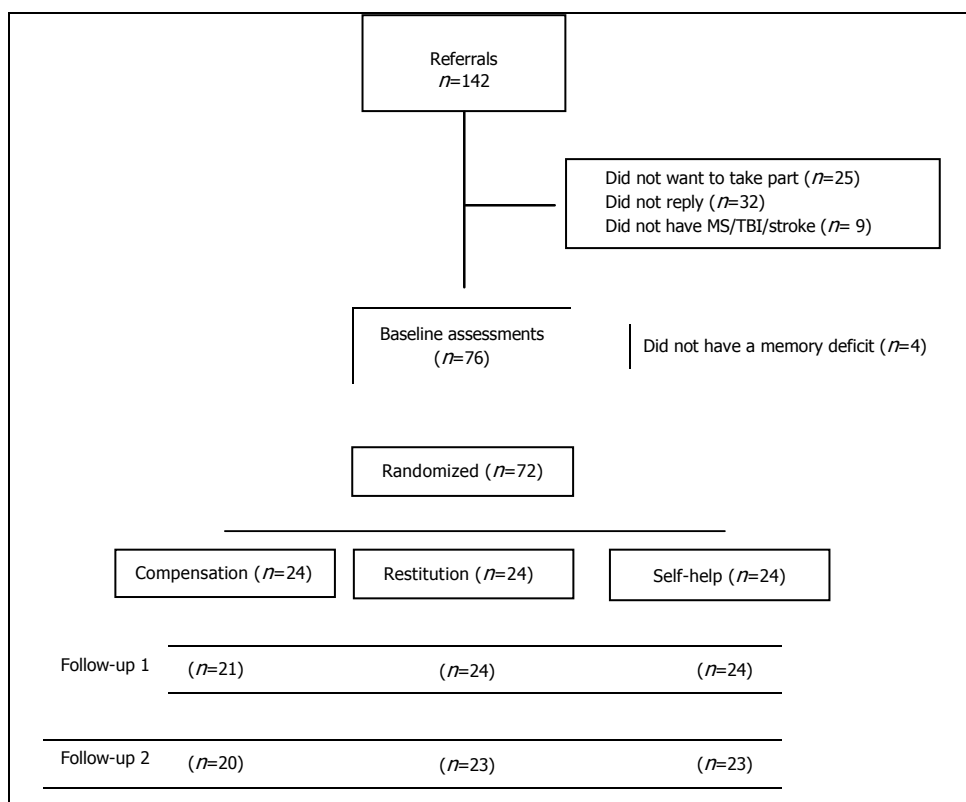 Referrals
n=142
Did not want to take part (n=25)
Did not reply (n=32)
Did not have MS/TBI/stroke (n= 9)
Baseline assessments
(n=76)
Did not have a memory deficit (n=4)
Randomized (n=72)
Compensation (n=24)
Restitution (n=24)
Self-help (n=24)
Follow-up 1 (n=21) (n=24) (n=24)
Follow-up 2 (n=20) (n=23) (n=23)